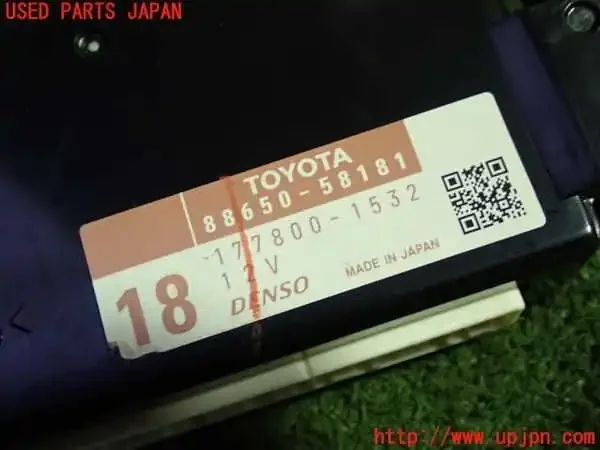 USED PARTS JAPAN
TOYOTA
88650-58181
177800-1532
12V
18
DENSO
MADE IN JAPAN
http://www.upjpn.com/